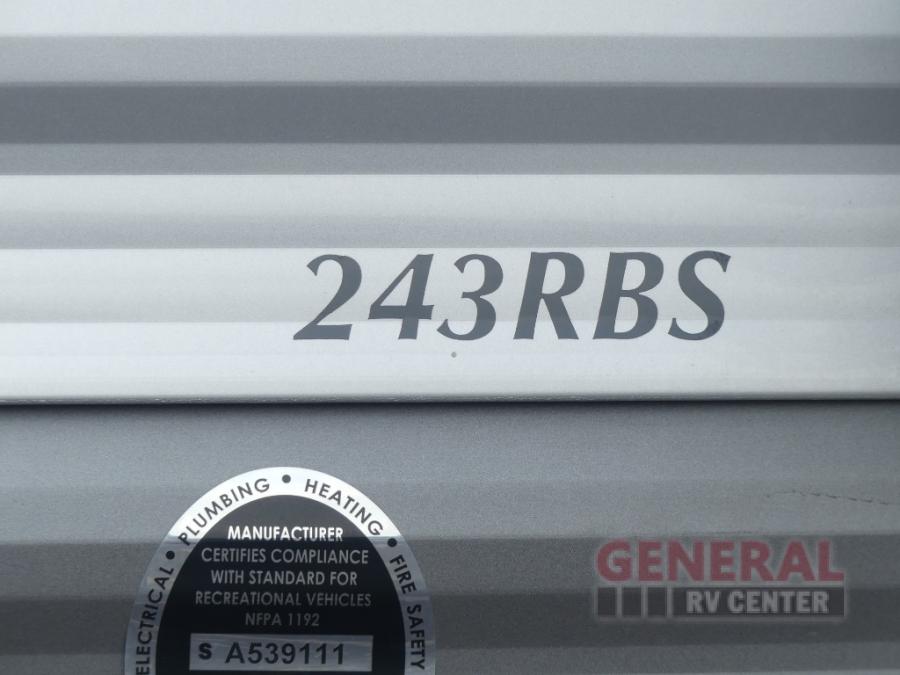 243RBS
ELECTRICAL • PLUMBING • HEATING • FIRE SAFETY
MANUFACTURER
CERTIFIES COMPLIANCE
WITH STANDARD FOR
RECREATIONAL VEHICLES
NFPA 1192
S A539111
GENERAL
RV CENTER